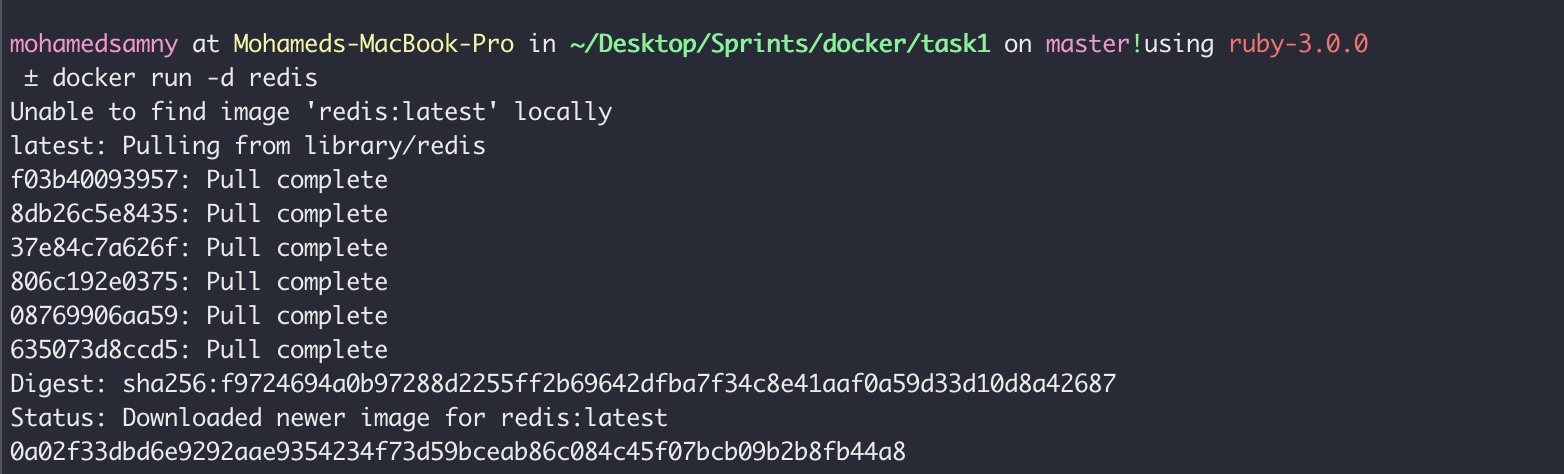 mohamedsamny at Mohameds-MacBook-Pro in ~/Desktop/Sprints/docker/task1 on master!using ruby-3.0.0
± docker run -d redis
Unable to find image 'redis:latest' locally
latest: Pulling from library/redis
f03b40093957: Pull complete
8db26c5e8435: Pull complete
37e84c7a626f: Pull complete
806c192e0375: Pull complete
08769906aa59: Pull complete
635073d8ccd5: Pull complete
Digest: sha256:f9724694a0b97288d2255ff2b69642dfba7f34c8e41aaf0a59d33d10d8a42687
Status: Downloaded newer image for redis:latest
0a02f33dbd6e9292aae9354234f73d59bceab86c084c45f07bcb09b2b8fb44a8